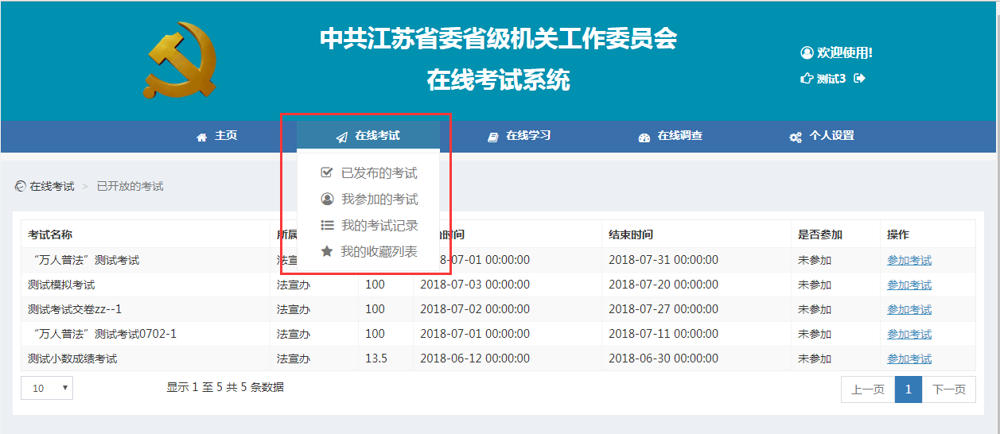 中共江苏省委省级机关工作委员会
在线考试系统
欢迎使用!
测试3
主页 在线考试 在线学习 在线调查 个人设置
已发布的考试
我参加的考试
我的考试记录
我的收藏列表
在线考试 > 已开放的考试
考试名称 所属 时间 结束时间 是否参加 操作
“万人普法”测试考试 法宣 8-07-01 00:00:00 2018-07-31 00:00:00 未参加 参加考试
测试模拟考试 法宣办 100 2018-07-03 00:00:00 2018-07-20 00:00:00 未参加 参加考试
测试考试交卷zz--1 法宣办 100 2018-07-02 00:00:00 2018-07-27 00:00:00 未参加 参加考试
“万人普法”测试考试0702-1 法宣办 100 2018-07-01 00:00:00 2018-07-11 00:00:00 未参加 参加考试
测试小数成绩考试 法宣办 13.5 2018-06-12 00:00:00 2018-06-30 00:00:00 未参加 参加考试
10 显示 1 至 5 共 5 条数据 上一页 1 下一页